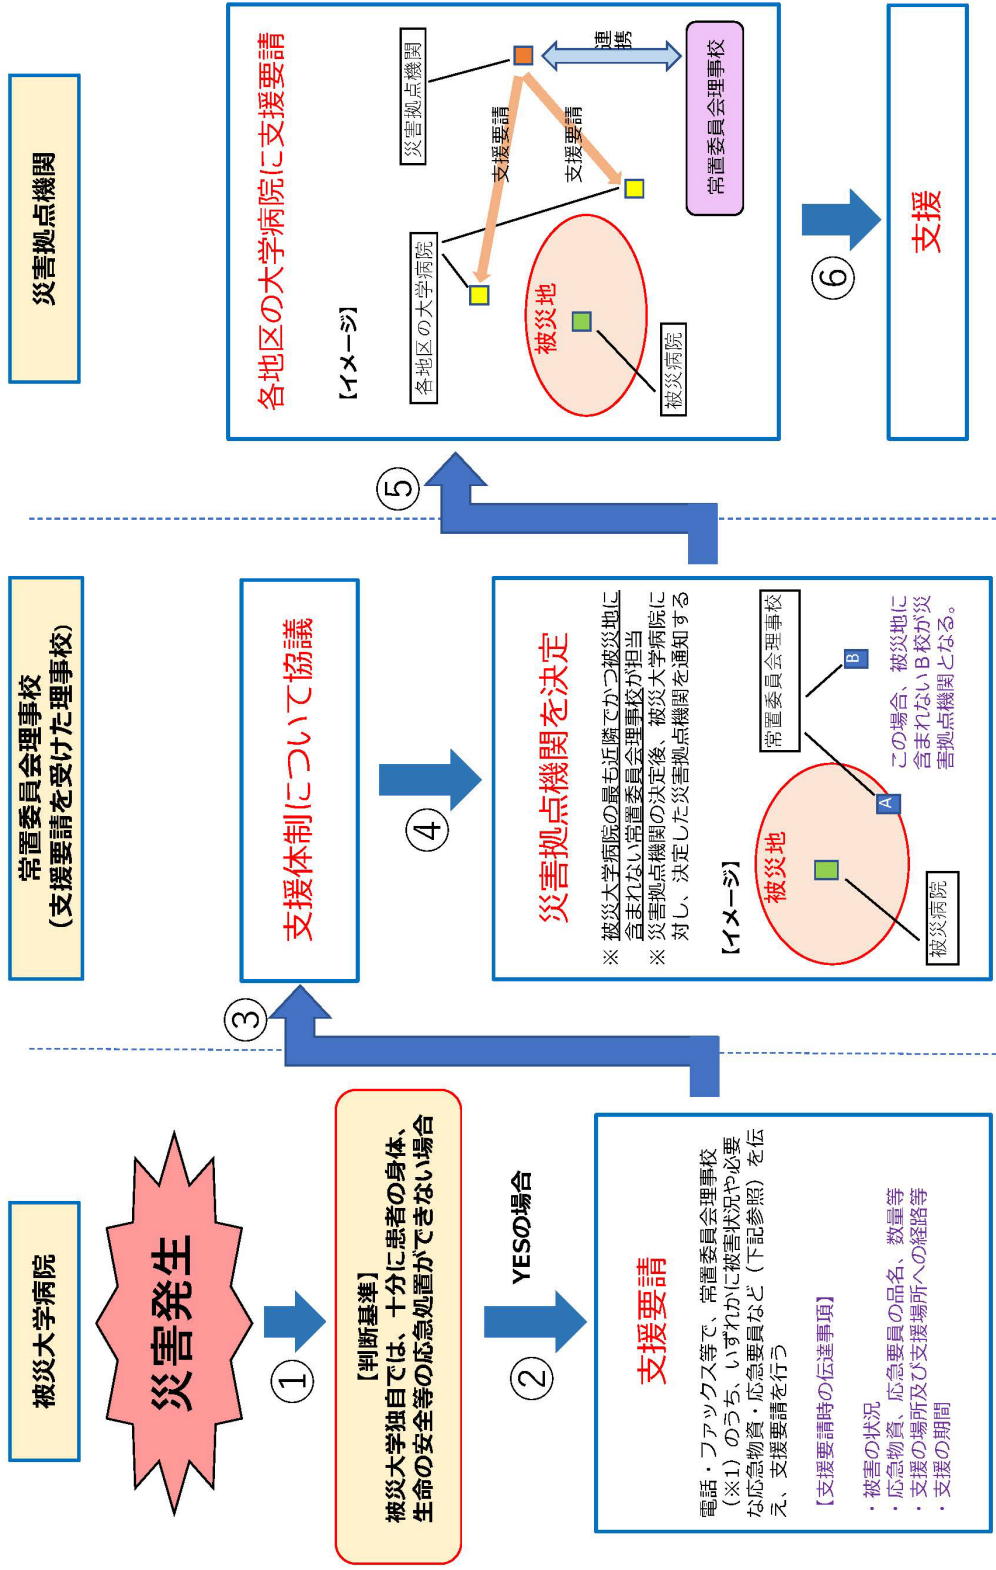 被災大学病院
災害発生
①
【判断基準】
被災大学独自では、十分に患者の身体、
生命の安全等の応急処置ができない場合
②
YESの場合
支援要請
電話・ファックス等で、常置委員会理事校
(※1)のうち、いずれかに被害状況や必要
な応急物資・応急要員など(下記参照)を伝
え、支援要請を行う
【支援要請時の伝達事項】
・被害の状況
・応急物資、応急要員の品名、数量等
・支援の場所及び支援場所への経路等
・支援の期間
③
常置委員会理事校
(支援要請を受けた理事校)
支援体制について協議
④
災害拠点機関を決定
※ 被災大学病院の最も近隣でかつ被災地に
含まれない常置委員会理事校が担当
※ 災害拠点機関の決定後、被災大学病院に
対し、決定した災害拠点機関を通知する
【イメージ】
被災地
常置委員会理事校
A
B
被災病院
この場合、被災地に
含まれないB校が災
害拠点機関となる。
⑤
災害拠点機関
各地区の大学病院に支援要請
【イメージ】
災害拠点機関
各地区の大学病院
支援要請
支援要請
連携
被災地
被災病院
常置委員会理事校
⑥
支援